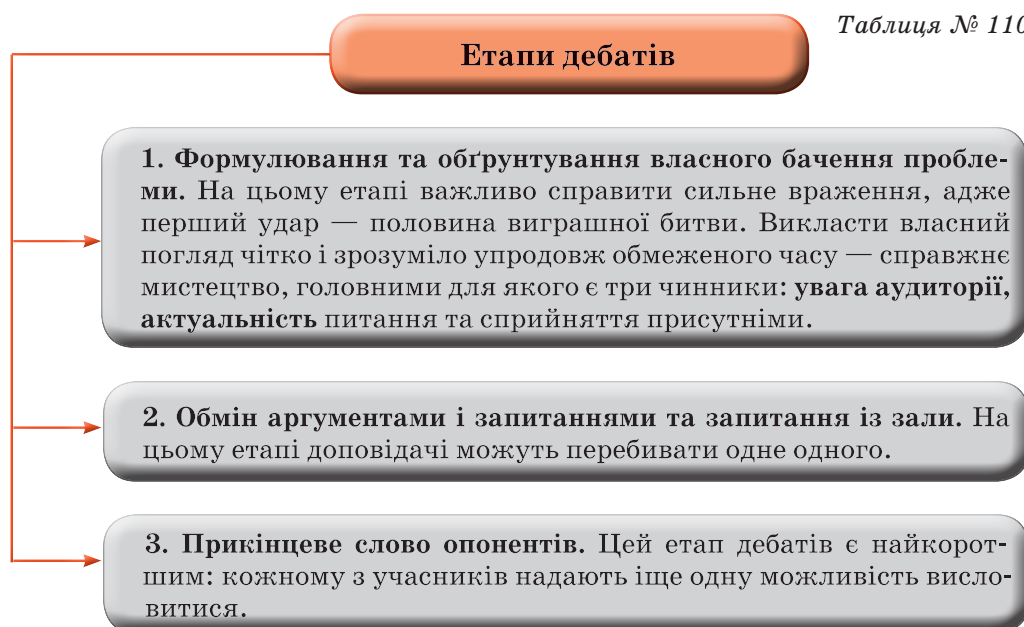 Таблиця № 110
Етапи дебатів
1. Формулювання та обґрунтування власного бачення пробле-
ми. На цьому етапі важливо справити сильне враження, адже
перший удар — половина виграшної битви. Викласти власний
погляд чітко і зрозуміло упродовж обмеженого часу — справжнє
мистецтво, головними для якого є три чинники: увага аудиторії,
актуальність питання та сприйняття присутніми.
2. Обмін аргументами і запитаннями та запитання із зали. На
цьому етапі доповідачі можуть перебивати одне одного.
3. Прикінцеве слово опонентів. Цей етап дебатів є найкорот-
шим: кожному з учасників надають іще одну можливість висло-
витися.